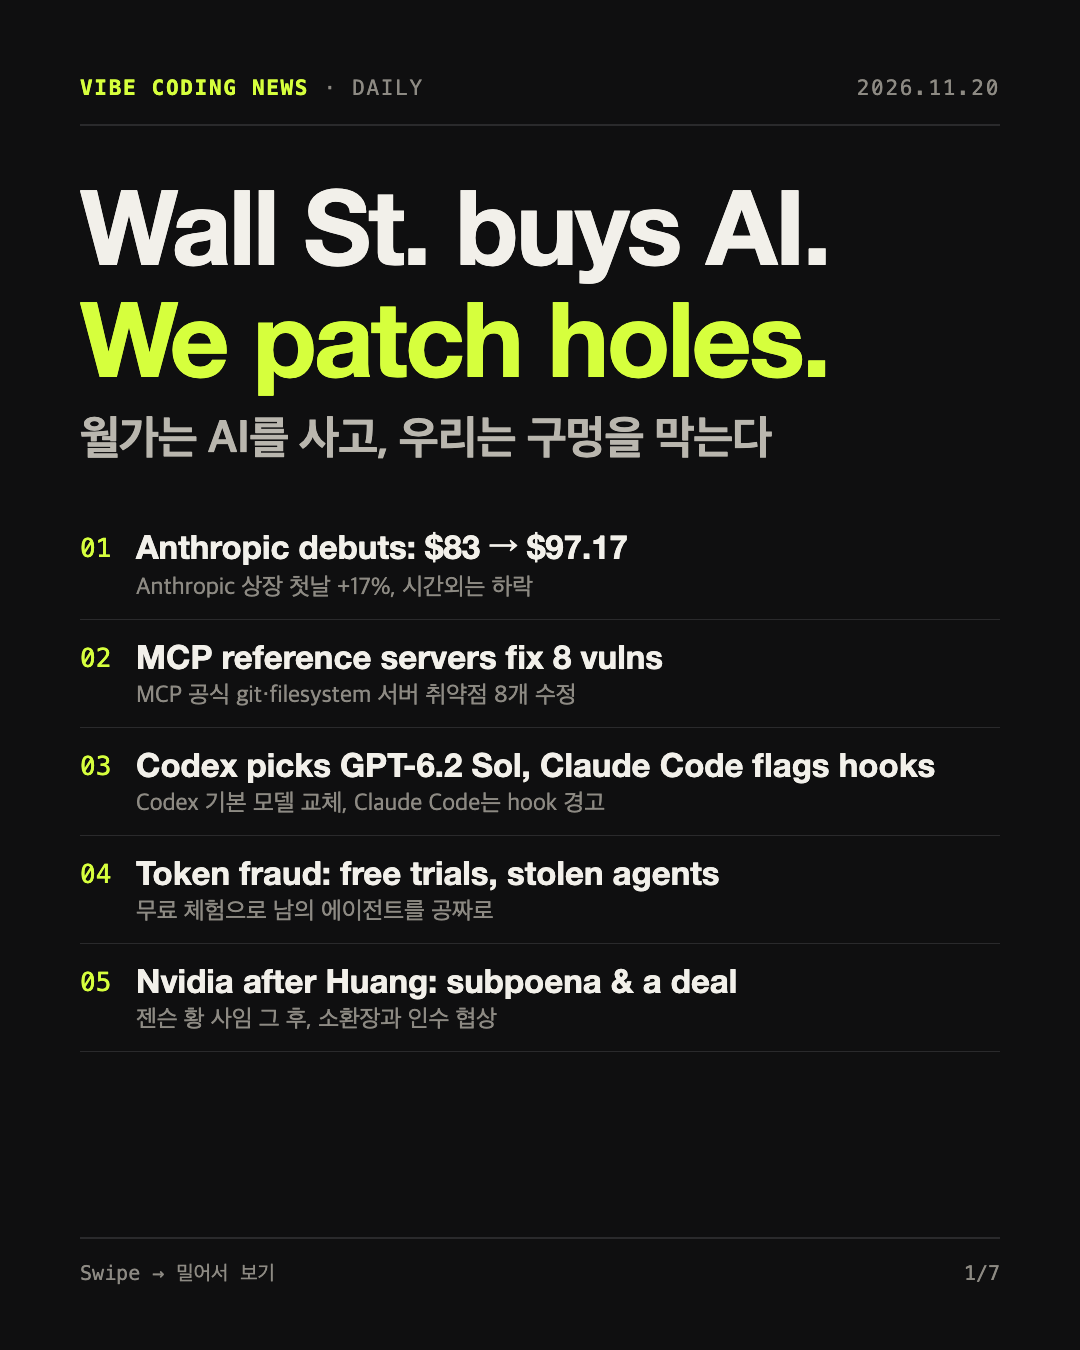 VIBE CODING NEWS · DAILY
2026.11.20
Wall St. buys AI.
We patch holes.
월가는 AI를 사고, 우리는 구멍을 막는다
01 Anthropic debuts: $83 → $97.17
Anthropic 상장 첫날 +17%, 시간외는 하락
02 MCP reference servers fix 8 vulns
MCP 공식 git·filesystem 서버 취약점 8개 수정
03 Codex picks GPT-6.2 Sol, Claude Code flags hooks
Codex 기본 모델 교체, Claude Code는 hook 경고
04 Token fraud: free trials, stolen agents
무료 체험으로 남의 에이전트를 공짜로
05 Nvidia after Huang: subpoena & a deal
젠슨 황 사임 그 후, 소환장과 인수 협상
Swipe → 밀어서 보기
1/7